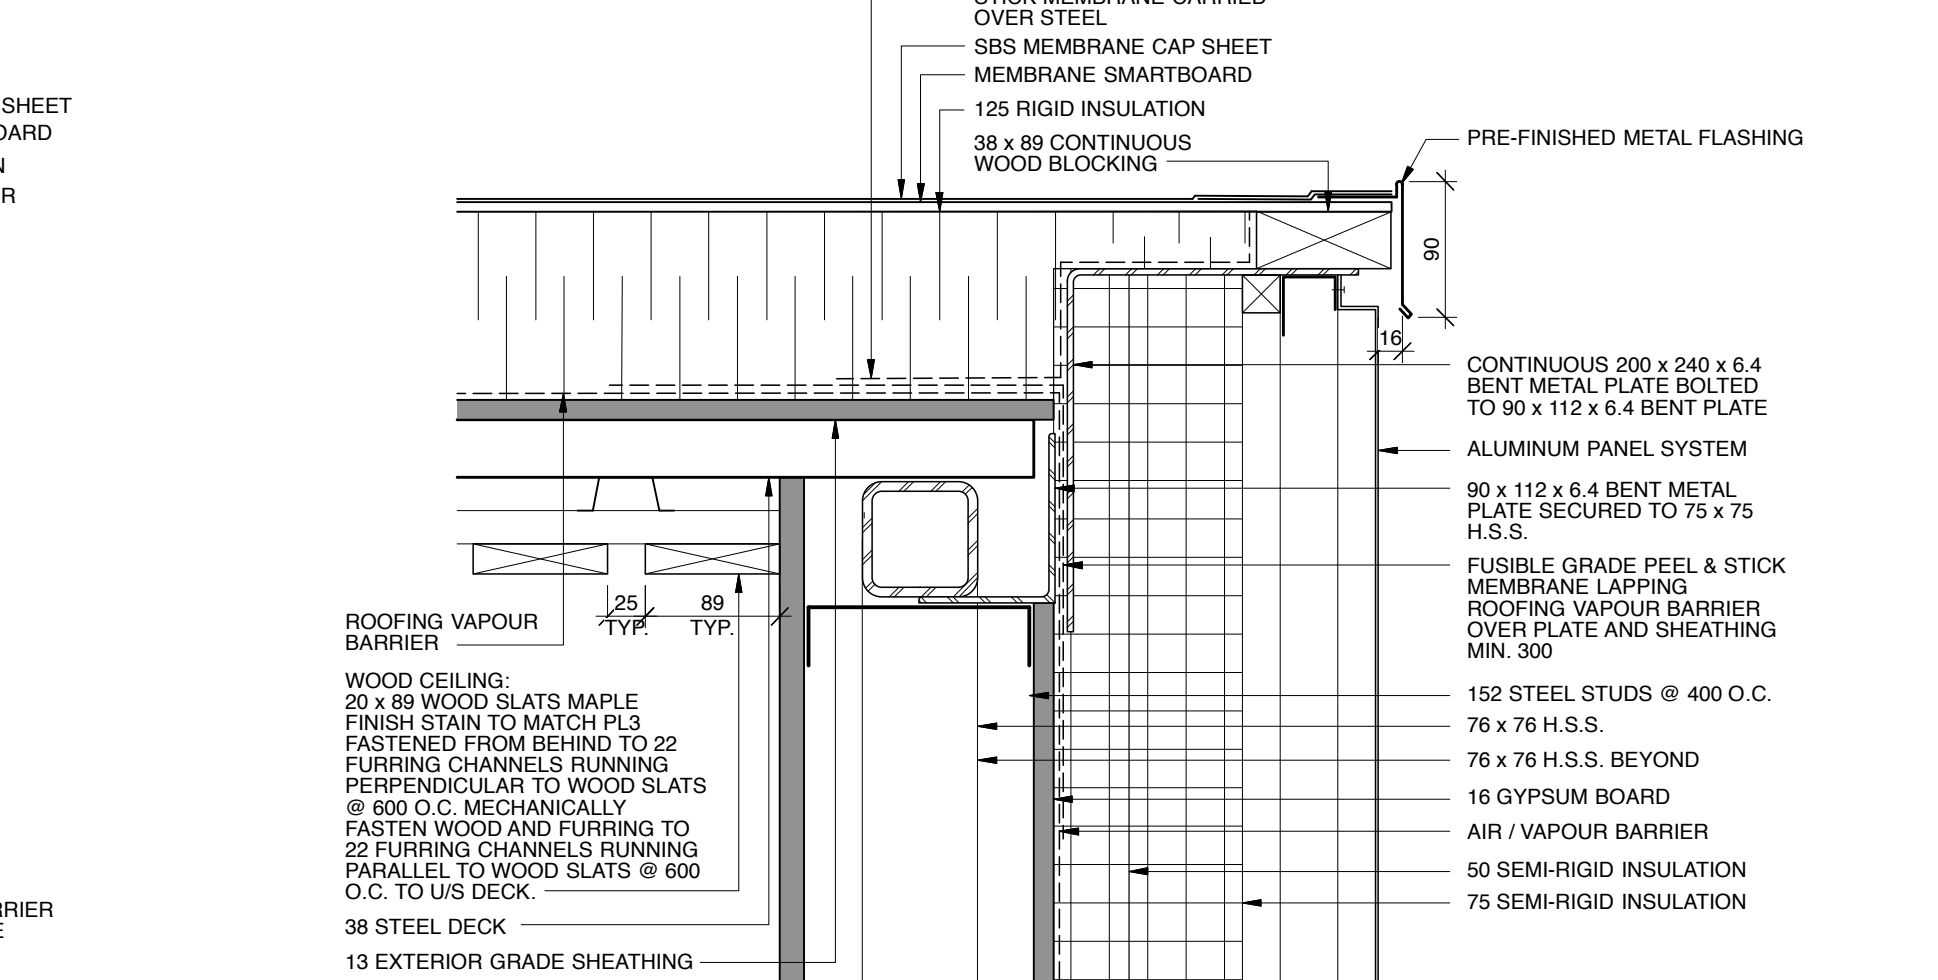 OVER STEEL
SBS MEMBRANE CAP SHEET
MEMBRANE SMARTBOARD
125 RIGID INSULATION
38 x 89 CONTINUOUS
WOOD BLOCKING
SHEET
PRE-FINISHED METAL FLASHING
90
16
CONTINUOUS 200 x 240 x 6.4
BENT METAL PLATE BOLTED
TO 90 x 112 x 6.4 BENT PLATE
ALUMINUM PANEL SYSTEM
90 x 112 x 6.4 BENT METAL
PLATE SECURED TO 75 x 75
H.S.S.
FUSIBLE GRADE PEEL & STICK
MEMBRANE LAPPING
ROOFING VAPOUR BARRIER
OVER PLATE AND SHEATHING
MIN. 300
152 STEEL STUDS @ 400 O.C.
76 x 76 H.S.S.
76 x 76 H.S.S. BEYOND
16 GYPSUM BOARD
AIR / VAPOUR BARRIER
50 SEMI-RIGID INSULATION
75 SEMI-RIGID INSULATION
25
TYP.
89
TYP.
ROOFING VAPOUR
BARRIER
WOOD CEILING:
20 x 89 WOOD SLATS MAPLE
FINISH STAIN TO MATCH PL3
FASTENED FROM BEHIND TO 22
FURRING CHANNELS RUNNING
PERPENDICULAR TO WOOD SLATS
@ 600 O.C. MECHANICALLY
FASTEN WOOD AND FURRING TO
22 FURRING CHANNELS RUNNING
PARALLEL TO WOOD SLATS @ 600
O.C. TO U/S DECK.
38 STEEL DECK
13 EXTERIOR GRADE SHEATHING